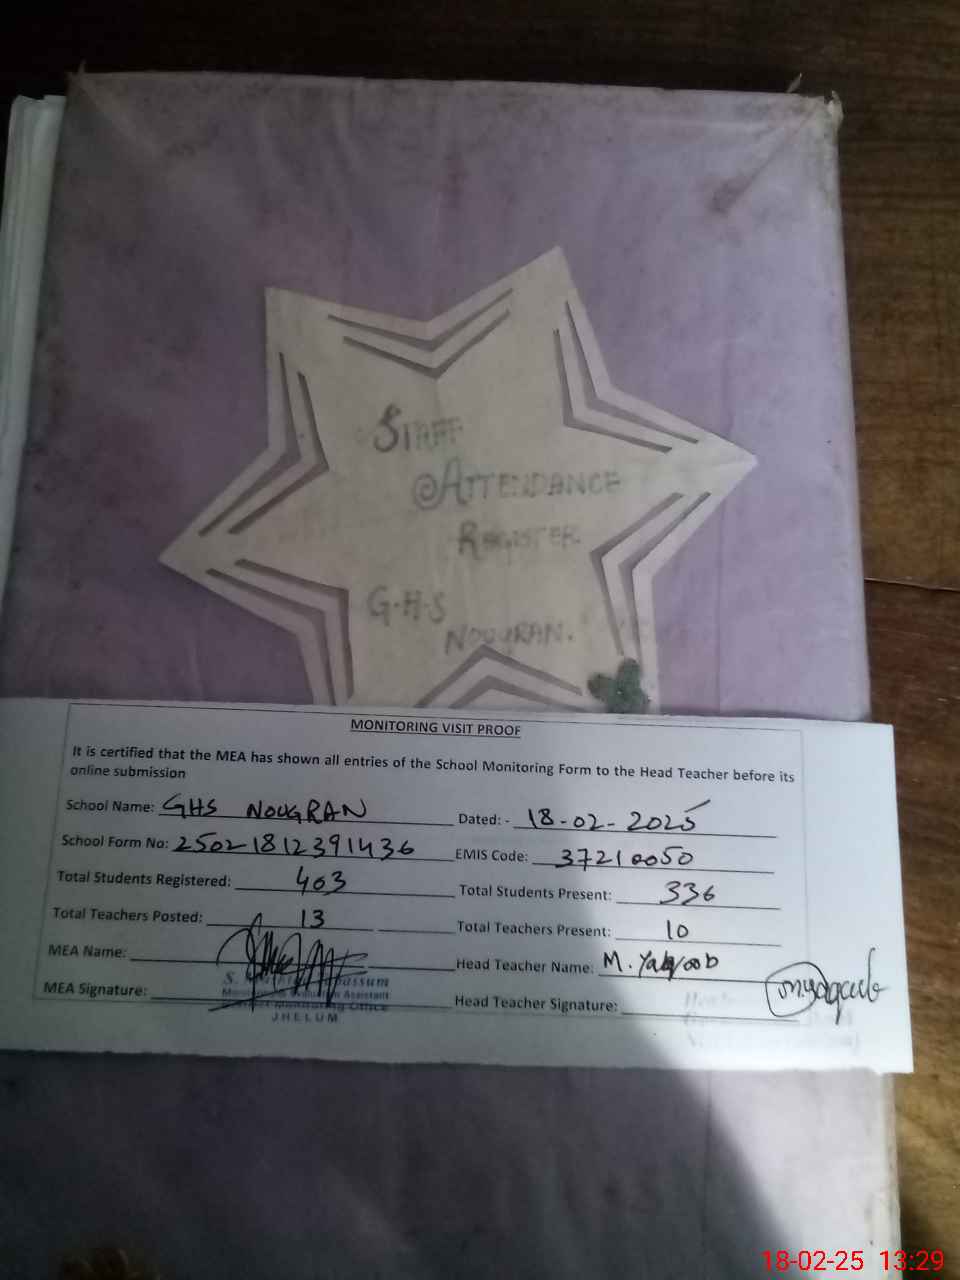 STAFF
@ATTENDANCE
REGISTER
G.H.S
NOUGRAN.
MONITORING VISIT PROOF
It is certified that the MEA has shown all entries of the School Monitoring Form to the Head Teacher before its
online submission
School Name: GHS NOUGRAN Dated: - 18-02-2025
School Form No: 25021812391436 EMIS Code: 37210050
Total Students Registered: 403 Total Students Present: 336
Total Teachers Posted: 13 Total Teachers Present: 10
MEA Name: Head Teacher Name: M. Yaqoob
S. assum
Assistant
MEA Signature: Head Teacher Signature: m.yaqoob
Office
JHELUM
18-02-25 13:29